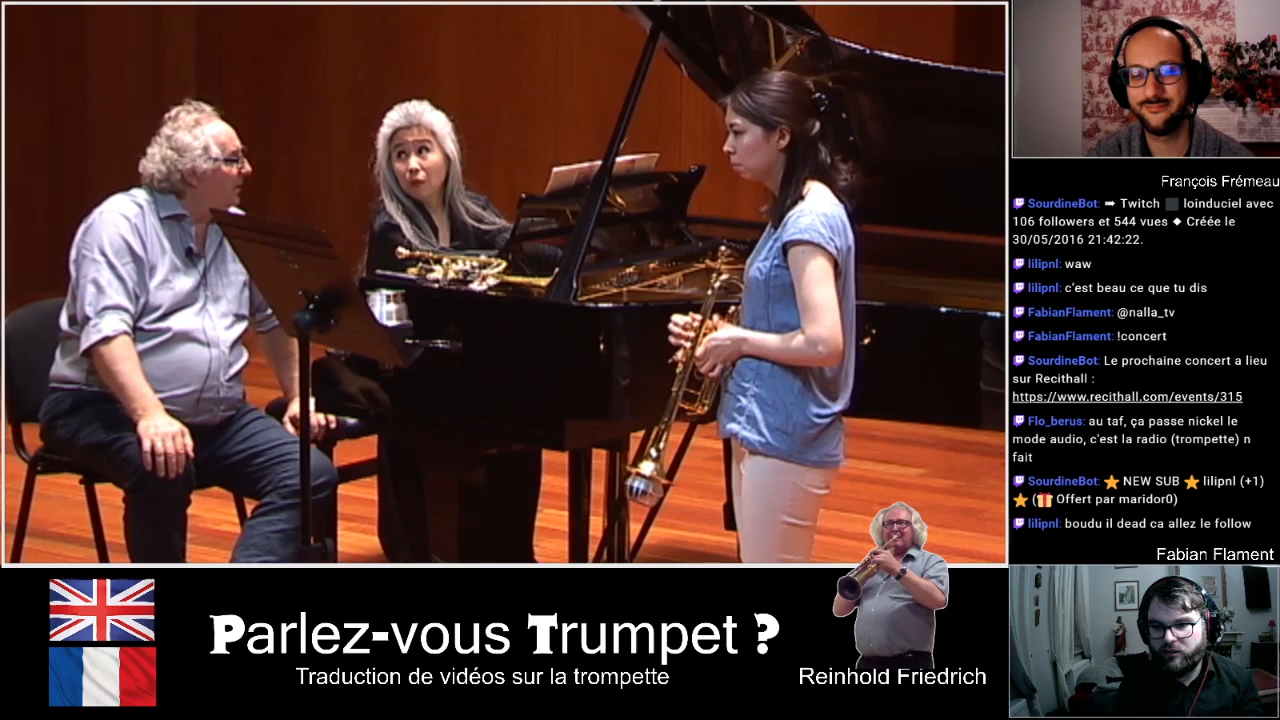 François Frémeau
SourdineBot: ➡ Twitch loinduciel avec
106 followers et 544 vues ◆ Créée le
30/05/2016 21:42:22.
lilipnl: waw
lilipnl: c'est beau ce que tu dis
FabianFlament: @nalla_tv
FabianFlament: !concert
SourdineBot: Le prochaine concert a lieu
sur Recithall :
https://www.recithall.com/events/315
Flo_berus: au taf, ça passe nickel le
mode audio, c'est la radio (trompette) n
fait
SourdineBot: ⭐ NEW SUB ⭐ lilipnl (+1)
⭐ (🎁 Offert par maridor0)
lilipnl: boudu il dead ca allez le follow
Fabian Flament
Parlez-vous Trumpet ?
Traduction de vidéos sur la trompette
Reinhold Friedrich